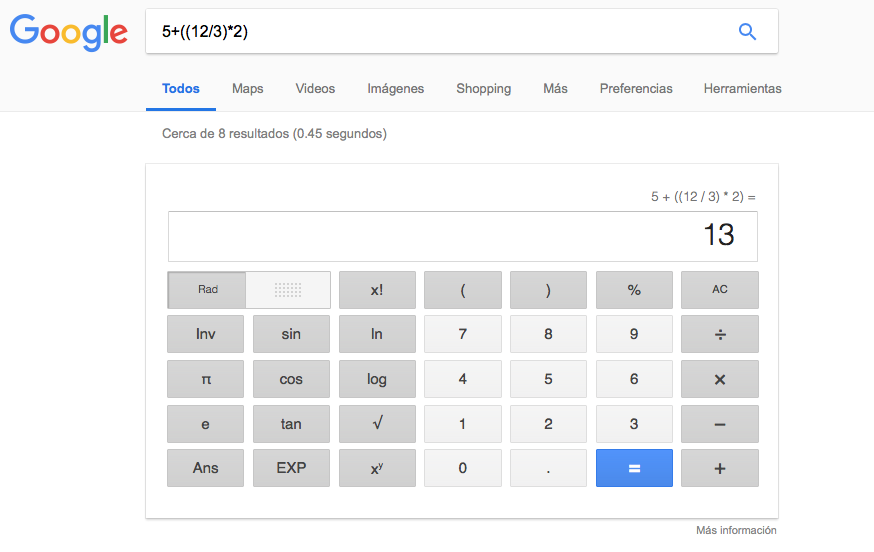 Google
5+((12/3)*2)
Todos Maps Videos Imágenes Shopping Más Preferencias Herramientas
Cerca de 8 resultados (0.45 segundos)
5 + ((12 / 3) * 2) =
13
Rad x! ( ) % AC
Inv sin ln 7 8 9 ÷
π cos log 4 5 6 ×
e tan √ 1 2 3 −
Ans EXP xʸ 0 . = +
Más información